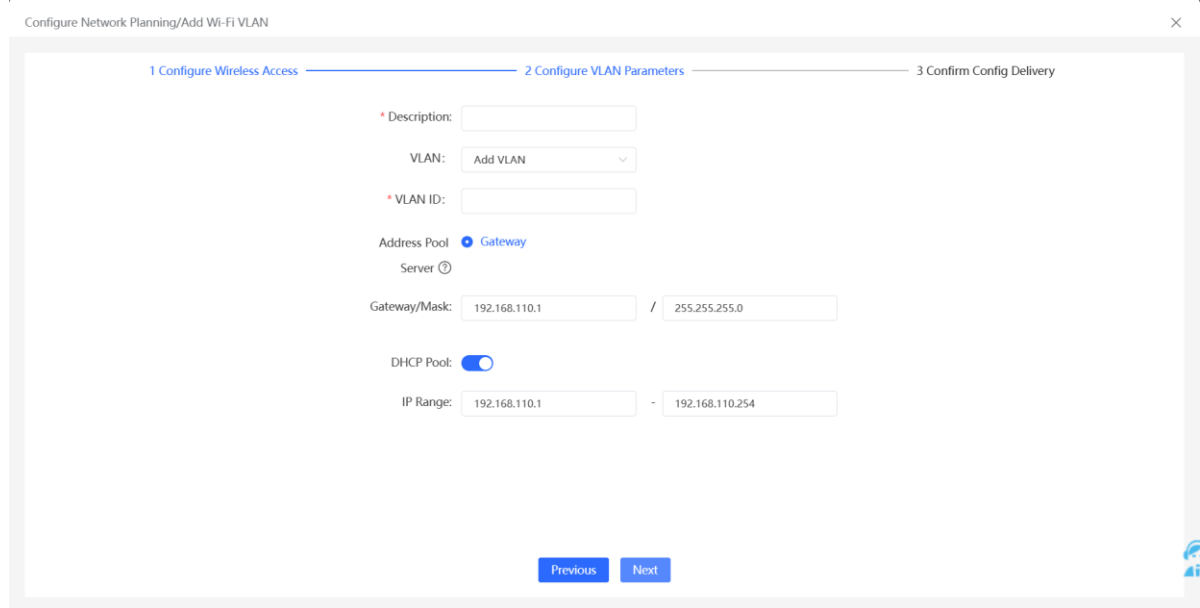 Configure Network Planning/Add Wi-Fi VLAN
1 Configure Wireless Access 2 Configure VLAN Parameters 3 Confirm Config Delivery
* Description:
VLAN: Add VLAN
* VLAN ID:
Address Pool Gateway
Server ?
Gateway/Mask: 192.168.110.1 / 255.255.255.0
DHCP Pool:
IP Range: 192.168.110.1 - 192.168.110.254
Previous Next